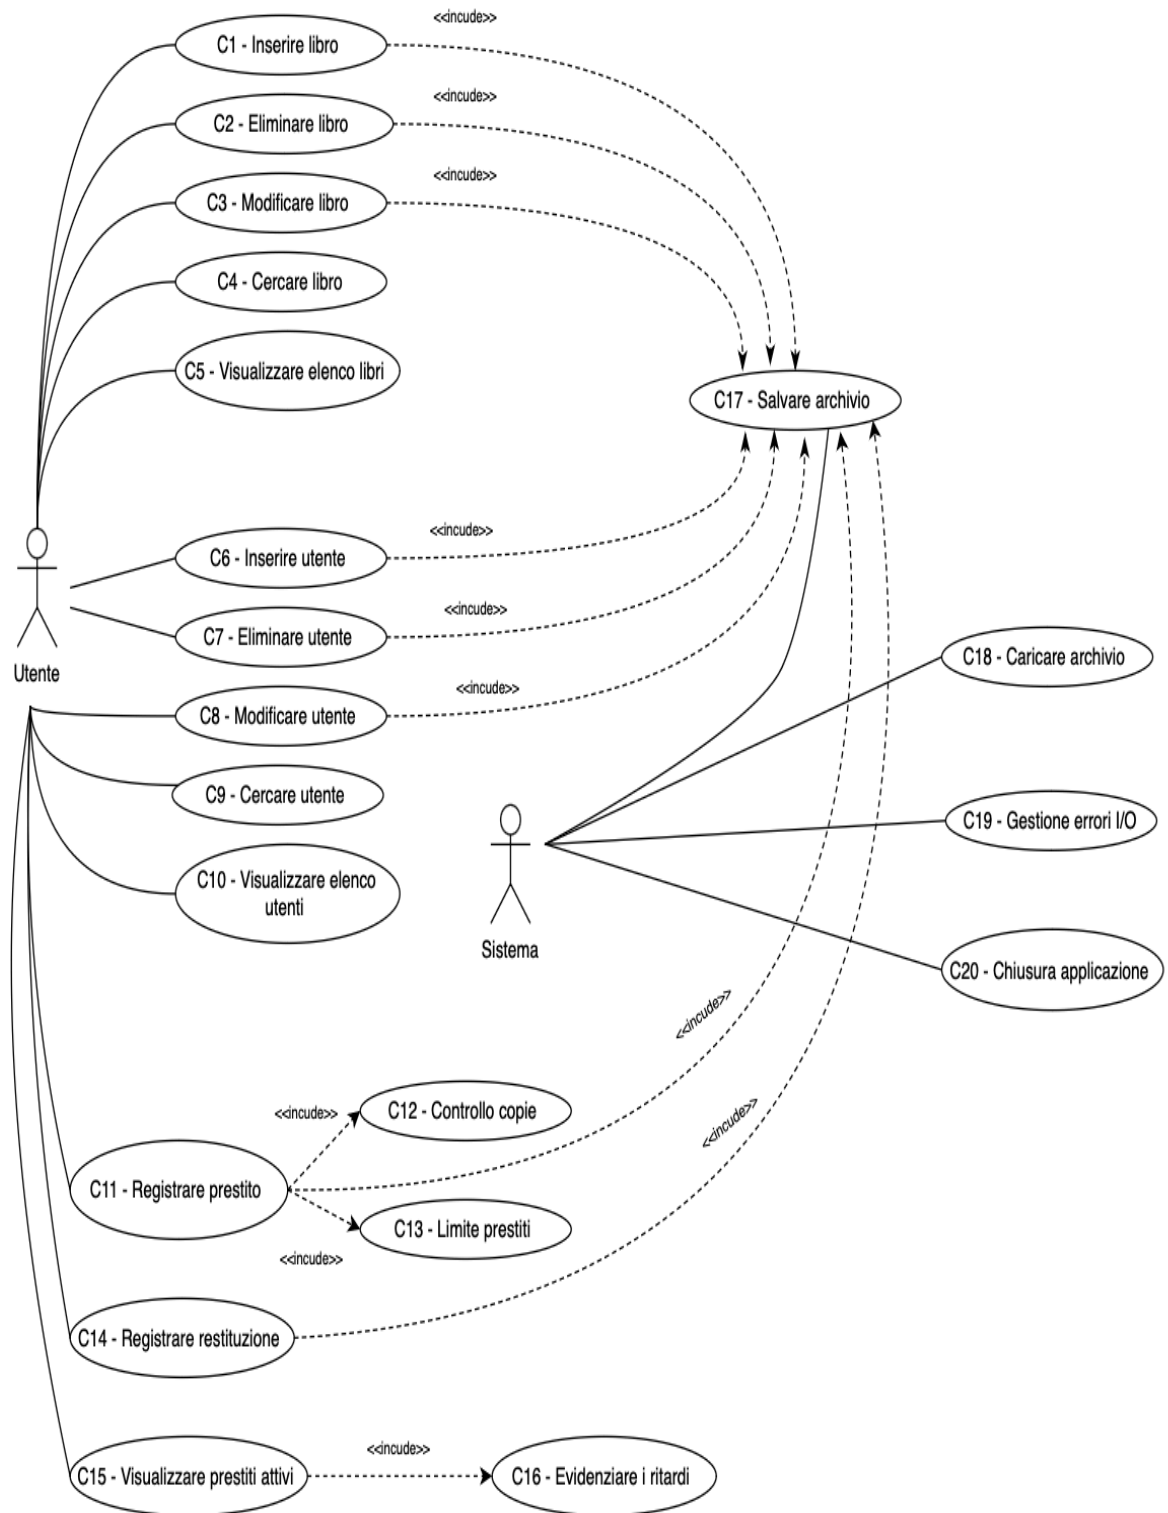 <<incude>>
C1 - Inserire libro
<<incude>>
C2 - Eliminare libro
<<incude>>
C3 - Modificare libro
C4 - Cercare libro
C5 - Visualizzare elenco libri
C17 - Salvare archivio
<<incude>>
C6 - Inserire utente
<<incude>>
C7 - Eliminare utente
Utente
C18 - Caricare archivio
<<incude>>
C8 - Modificare utente
C9 - Cercare utente
C19 - Gestione errori I/O
C10 - Visualizzare elenco
utenti
Sistema
C20 - Chiusura applicazione
<<incude>>
<<incude>>
C12 - Controllo copie
<<incude>>
C11 - Registrare prestito
C13 - Limite prestiti
<<incude>>
C14 - Registrare restituzione
<<incude>>
C15 - Visualizzare prestiti attivi
C16 - Evidenziare i ritardi